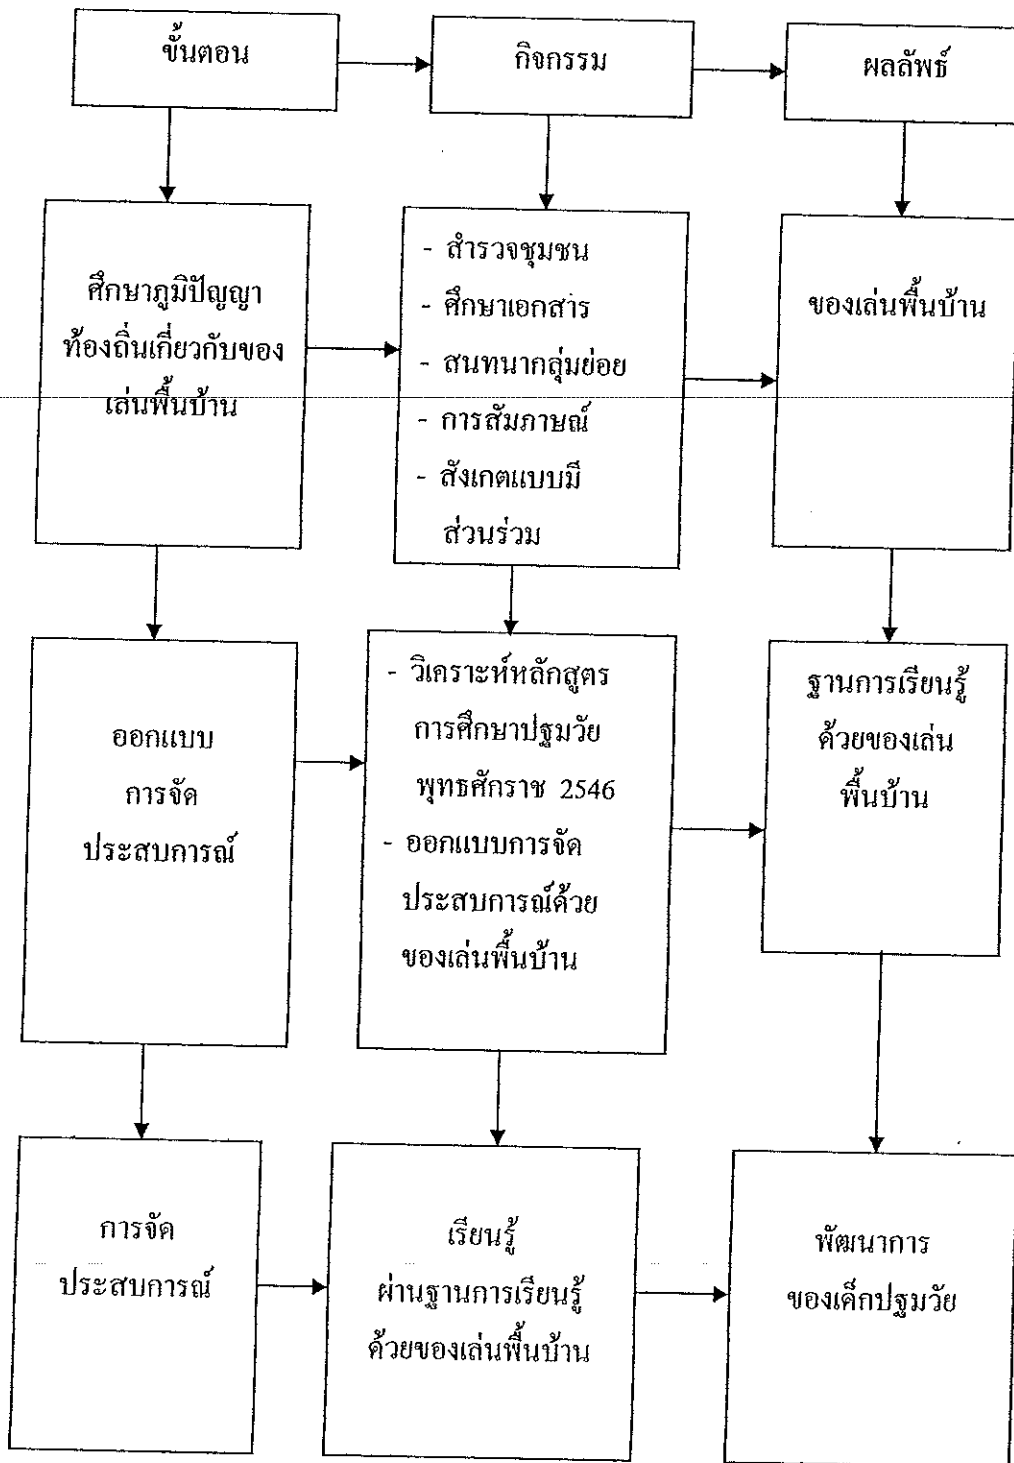 ขั้นตอน
กิจกรรม
ผลลัพธ์
ศึกษาภูมิปัญญา
ท้องถิ่นเกี่ยวกับของ
เล่นพื้นบ้าน
- สำรวจชุมชน
- ศึกษาเอกสาร
- สนทนากลุ่มย่อย
- การสัมภาษณ์
- สังเกตแบบมี
ส่วนร่วม
ของเล่นพื้นบ้าน
ออกแบบ
การจัด
ประสบการณ์
- วิเคราะห์หลักสูตร
การศึกษาปฐมวัย
พุทธศักราช 2546
- ออกแบบการจัด
ประสบการณ์ด้วย
ของเล่นพื้นบ้าน
ฐานการเรียนรู้
ด้วยของเล่น
พื้นบ้าน
การจัด
ประสบการณ์
เรียนรู้
ผ่านฐานการเรียนรู้
ด้วยของเล่นพื้นบ้าน
พัฒนาการ
ของเด็กปฐมวัย